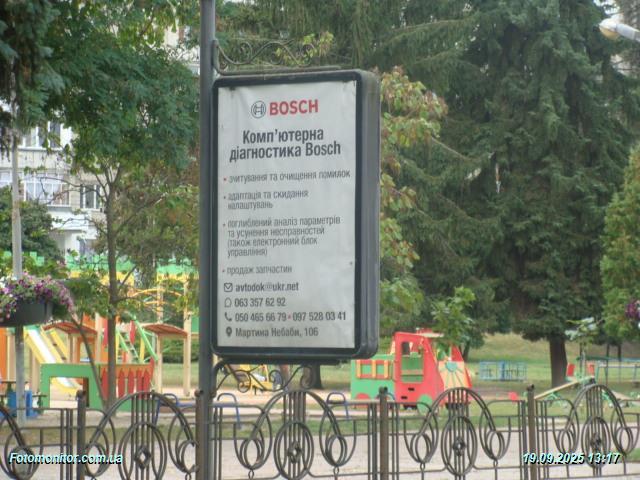 BOSCH
Комп'ютерна
діагностика Bosch
• зчитування та очищення помилок
• адаптація та скидання
налаштувань
• поглиблений аналіз параметрів
та усунення несправностей
(також електронний блок
управління)
• продаж запчастин
avtodok@ukr.net
063 357 62 92
050 465 66 79 • 097 528 03 41
Мартина Небаби, 106
Fotomonitor.com.ua
19.09.2025 13:17